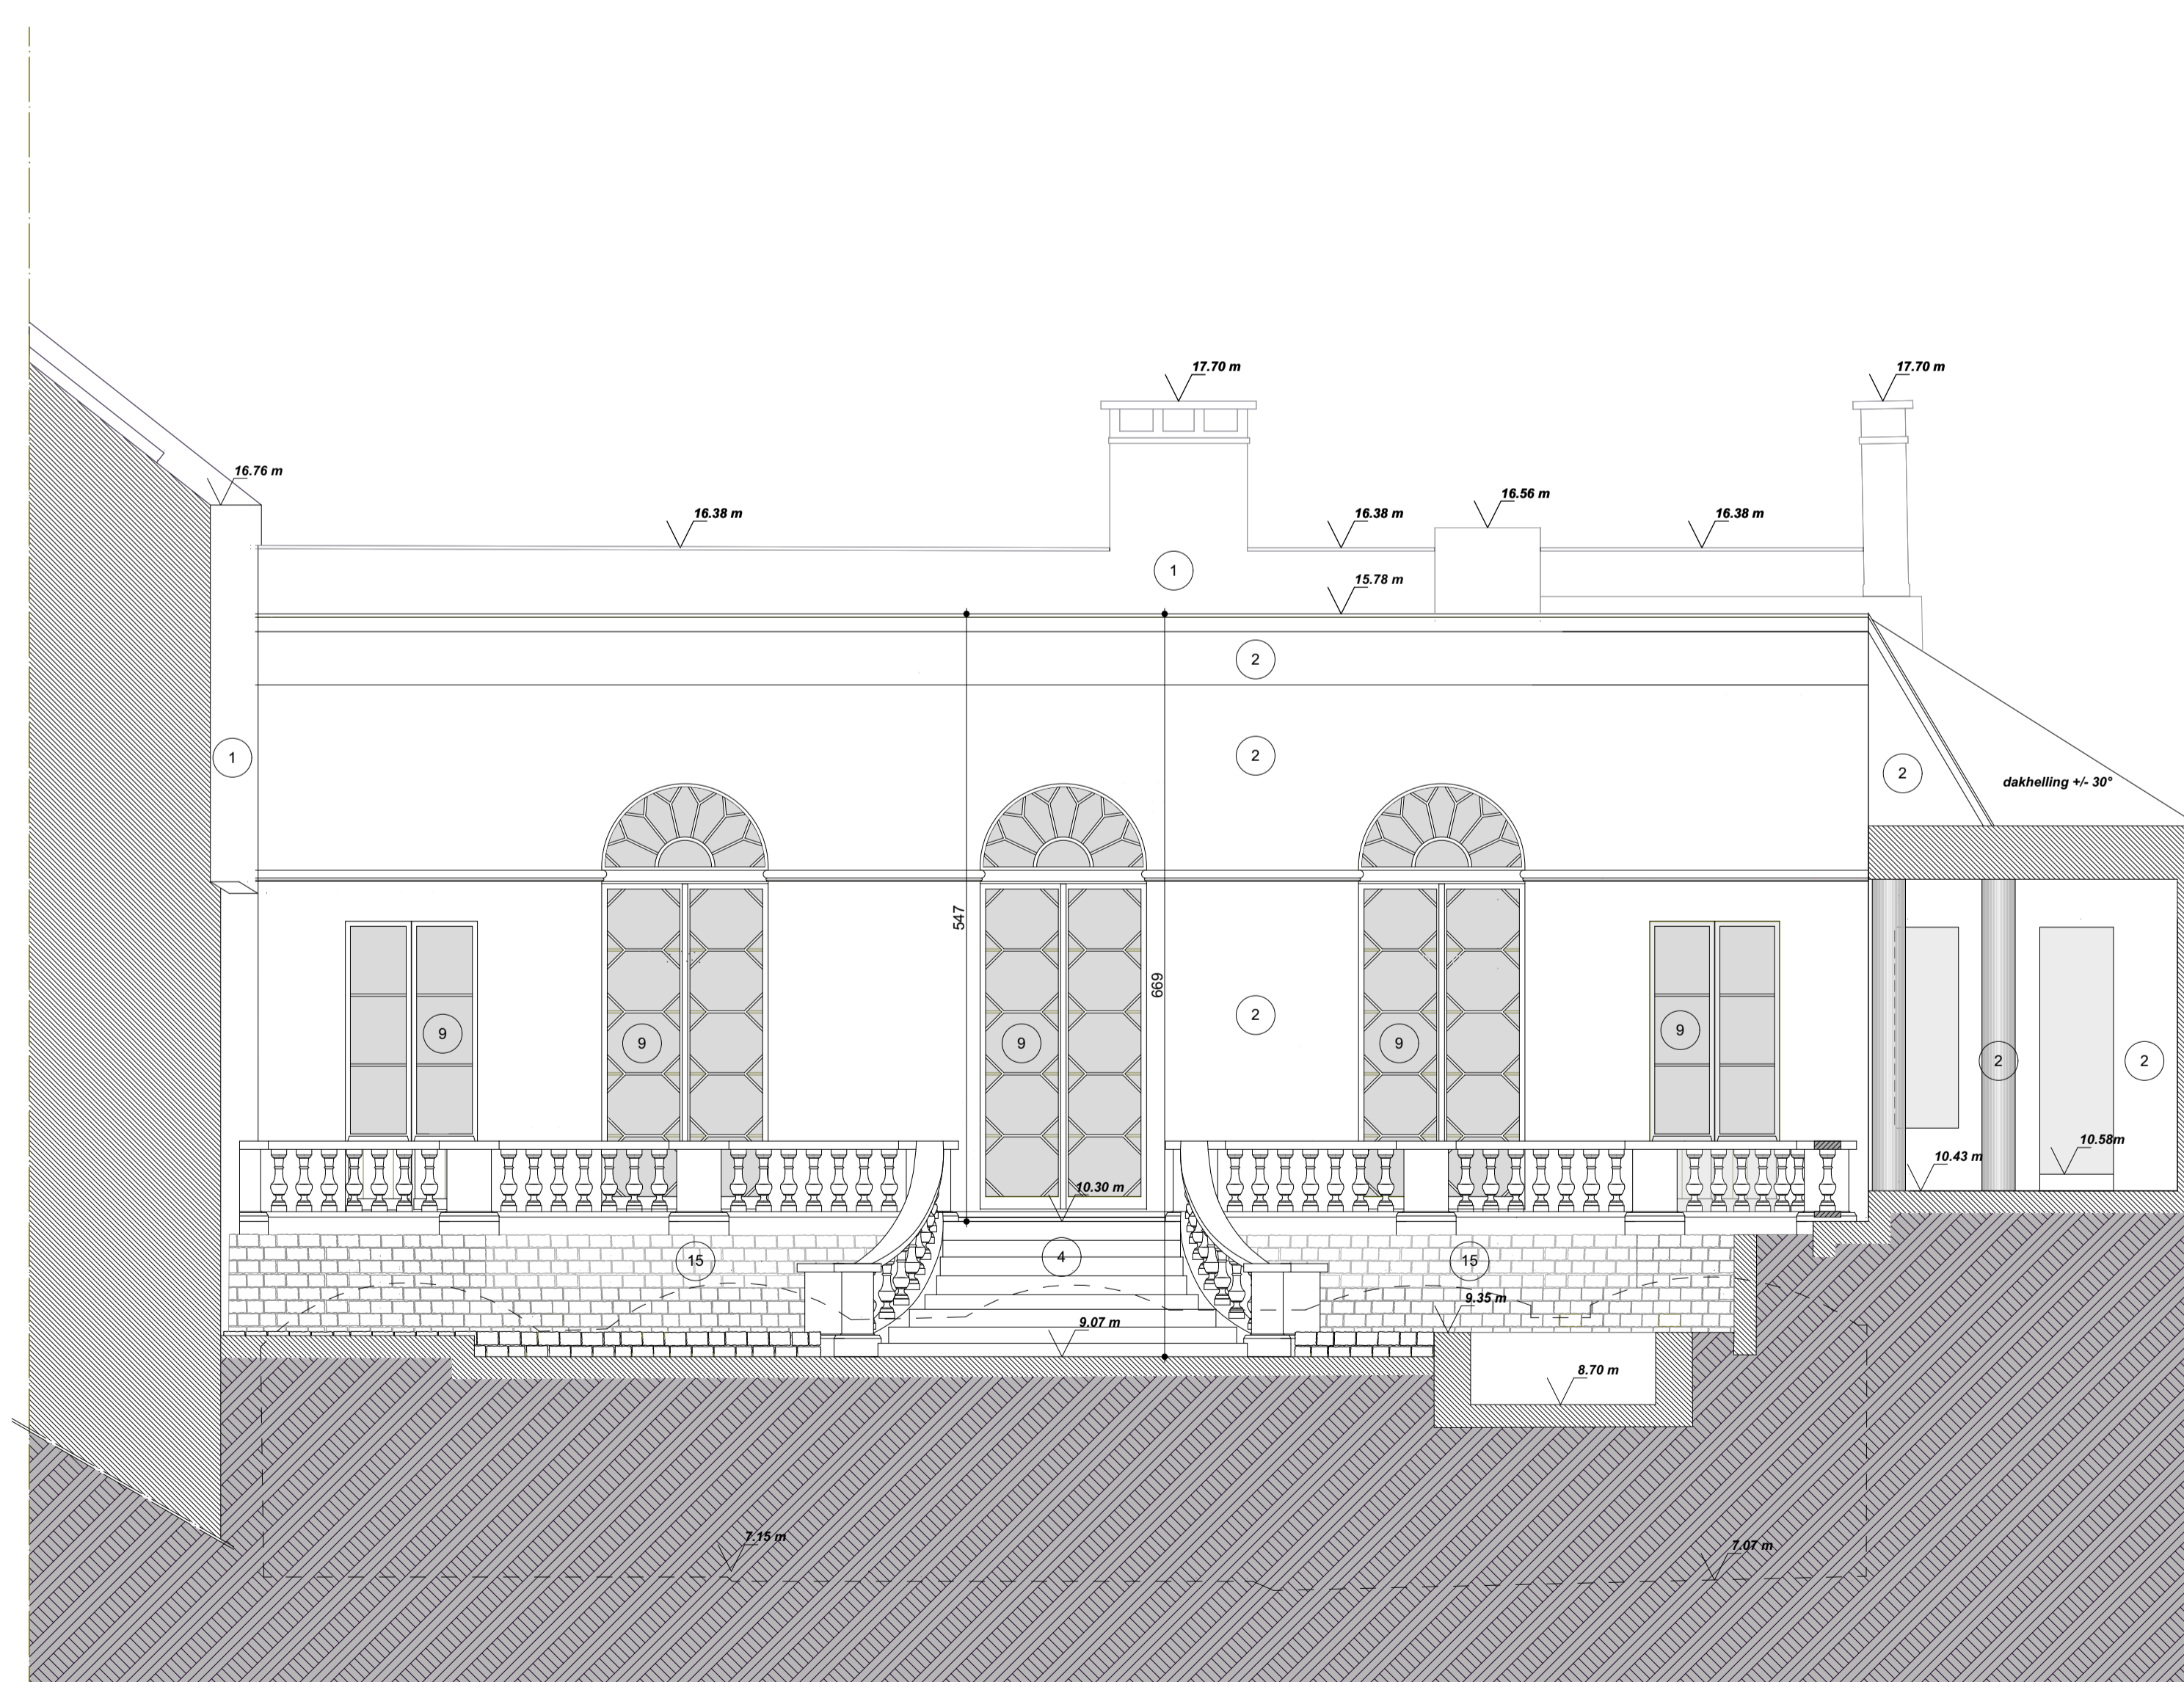 17.70 m
17.70 m
16.76 m
16.56 m
16.38 m
16.38 m
16.38 m
1
15.78 m
2
2
1
2
dakhelling +/- 30°
547
669
2
9
9
9
9
9
2
2
10.58m
10.43 m
10.30 m
15
4
15
9.35 m
9.07 m
8.70 m
7.15 m
7.07 m